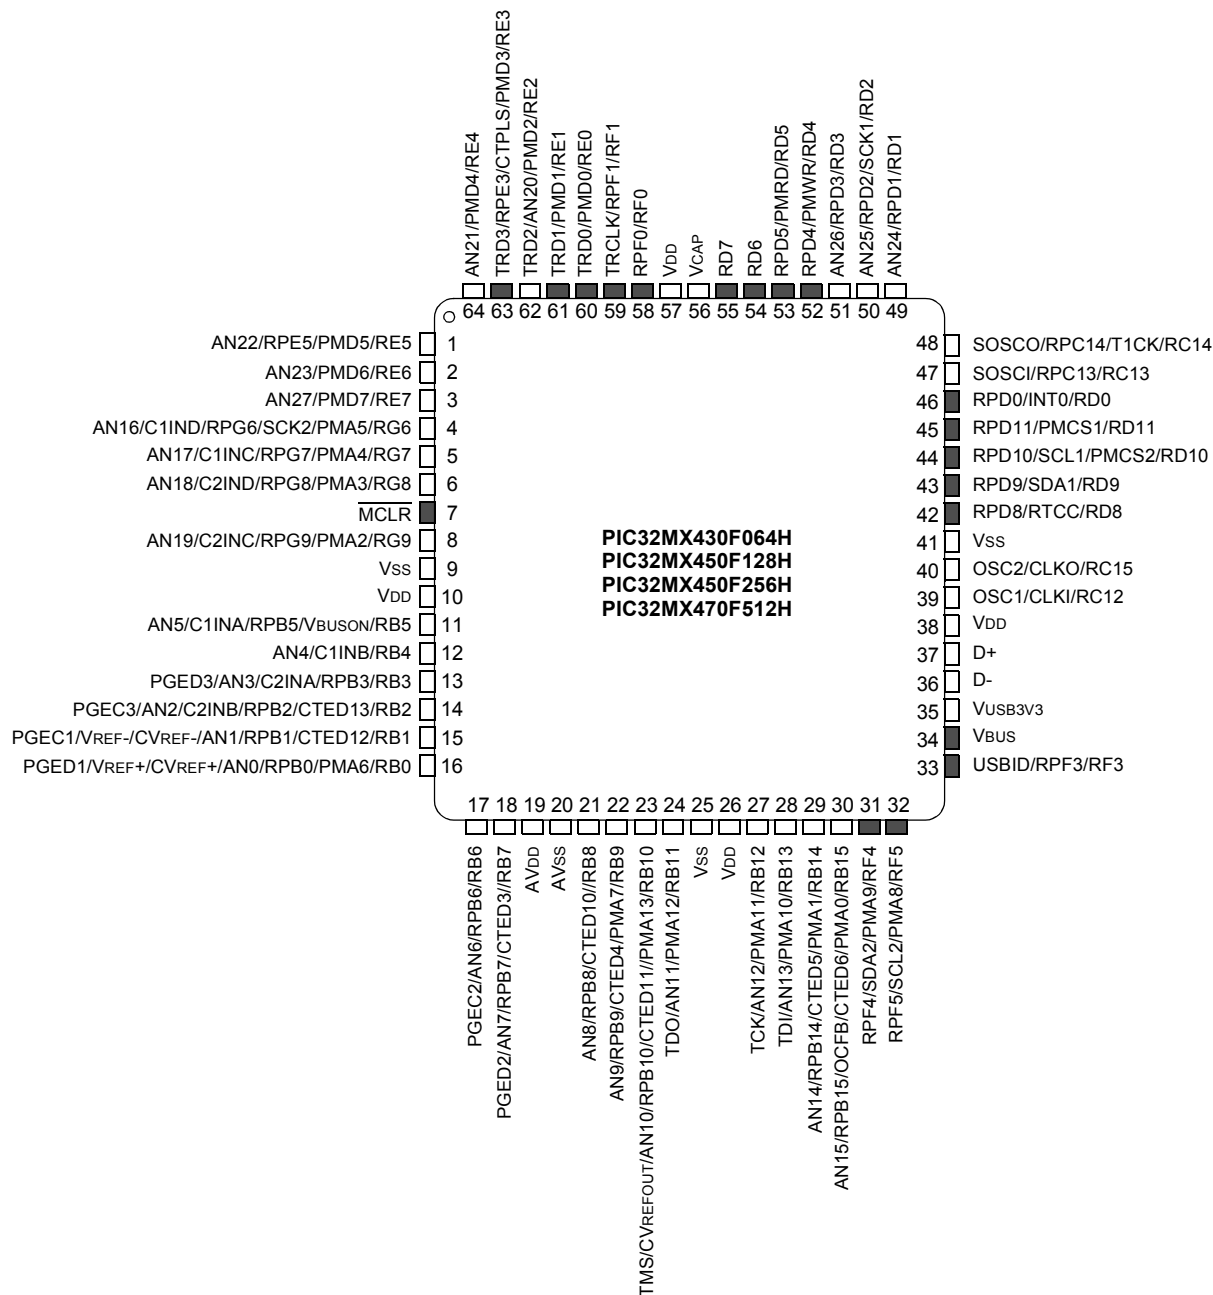 AN21/PMD4/RE4
TRD3/RPE3/CTPLS/PMD3/RE3
TRD2/AN20/PMD2/RE2
TRD1/PMD1/RE1
TRD0/PMD0/RE0
TRCLK/RPF1/RF1
RPF0/RF0
VDD
VCAP
RD7
RD6
RPD5/PMRD/RD5
RPD4/PMWR/RD4
AN26/RPD3/RD3
AN25/RPD2/SCK1/RD2
AN24/RPD1/RD1
64 63 62 61 60 59 58 57 56 55 54 53 52 51 50 49
AN22/RPE5/PMD5/RE5 1
AN23/PMD6/RE6 2
AN27/PMD7/RE7 3
AN16/C1IND/RPG6/SCK2/PMA5/RG6 4
AN17/C1INC/RPG7/PMA4/RG7 5
AN18/C2IND/RPG8/PMA3/RG8 6
MCLR 7
AN19/C2INC/RPG9/PMA2/RG9 8
VSS 9
VDD 10
AN5/C1INA/RPB5/VBUSON/RB5 11
AN4/C1INB/RB4 12
PGED3/AN3/C2INA/RPB3/RB3 13
PGEC3/AN2/C2INB/RPB2/CTED13/RB2 14
PGEC1/VREF-/CVREF-/AN1/RPB1/CTED12/RB1 15
PGED1/VREF+/CVREF+/AN0/RPB0/PMA6/RB0 16
PIC32MX430F064H
PIC32MX450F128H
PIC32MX450F256H
PIC32MX470F512H
48 SOSCO/RPC14/T1CK/RC14
47 SOSCI/RPC13/RC13
46 RPD0/INT0/RD0
45 RPD11/PMCS1/RD11
44 RPD10/SCL1/PMCS2/RD10
43 RPD9/SDA1/RD9
42 RPD8/RTCC/RD8
41 VSS
40 OSC2/CLKO/RC15
39 OSC1/CLKI/RC12
38 VDD
37 D+
36 D-
35 VUSB3V3
34 VBUS
33 USBID/RPF3/RF3
17 18 19 20 21 22 23 24 25 26 27 28 29 30 31 32
PGEC2/AN6/RPB6/RB6
PGED2/AN7/RPB7/CTED3//RB7
AVDD
AVSS
AN8/RPB8/CTED10//RB8
AN9/RPB9/CTED4/PMA7/RB9
TMS/CVREFOUT/AN10/RPB10/CTED11//PMA13/RB10
TDO/AN11/PMA12/RB11
VSS
VDD
TCK/AN12/PMA11/RB12
TDI/AN13/PMA10/RB13
AN14/RPB14/CTED5/PMA1/RB14
AN15/RPB15/OCFB/CTED6/PMA0/RB15
RPF4/SDA2/PMA9/RF4
RPF5/SCL2/PMA8/RF5